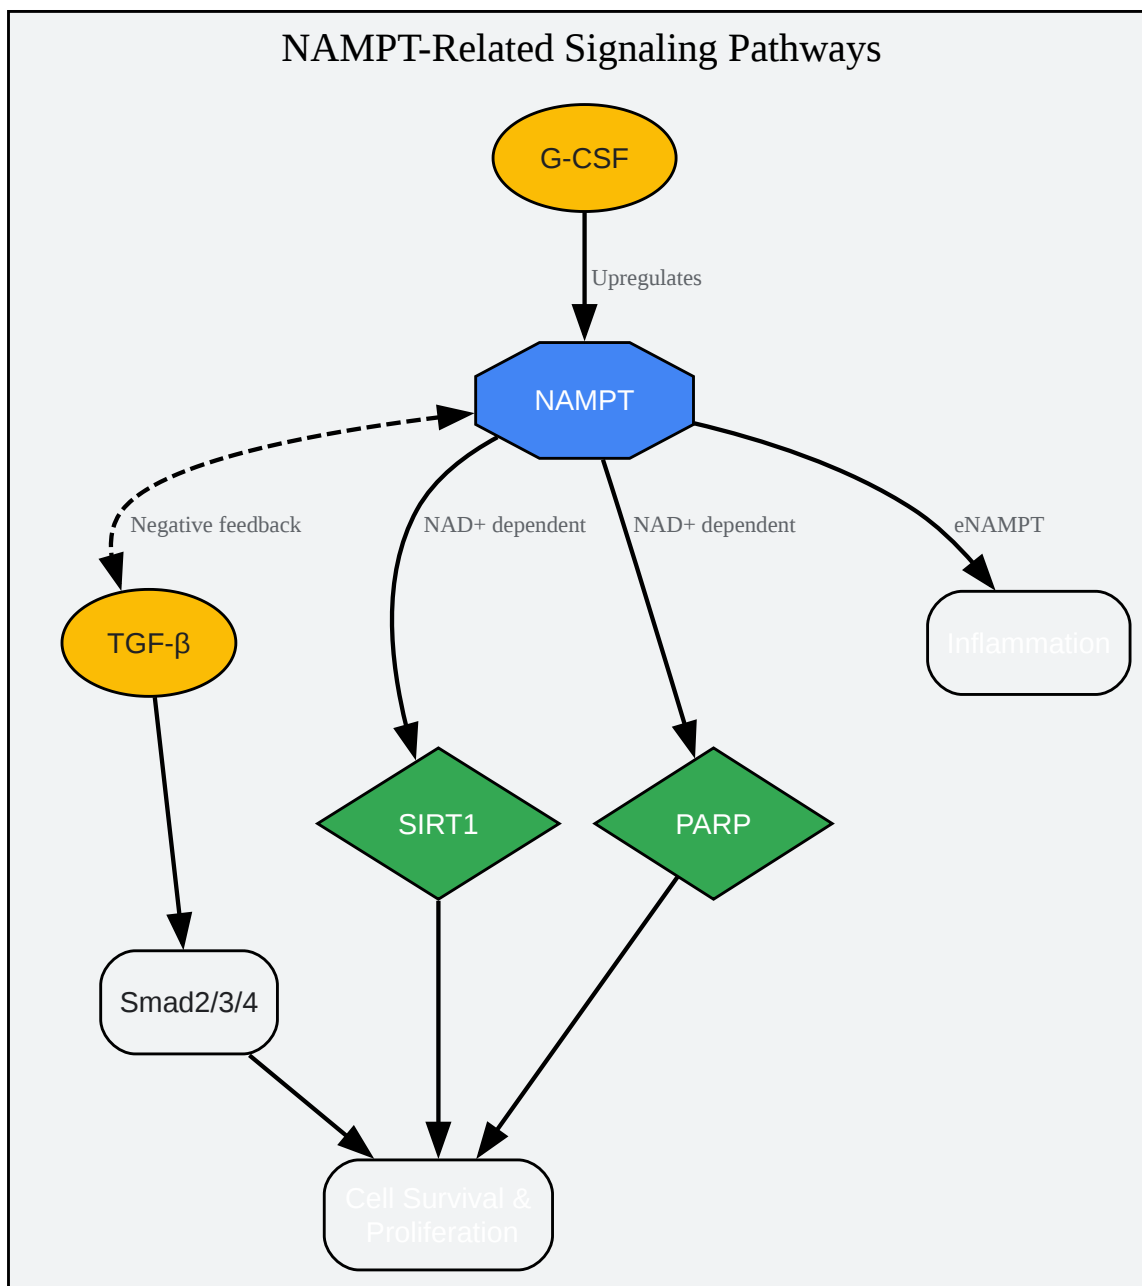 NAMPT-Related Signaling Pathways
G-CSF
Upregulates
NAMPT
Negative feedback
NAD+ dependent
NAD+ dependent
eNAMPT
TGF-β
Inflammation
SIRT1
PARP
Smad2/3/4
Cell Survival &
Proliferation